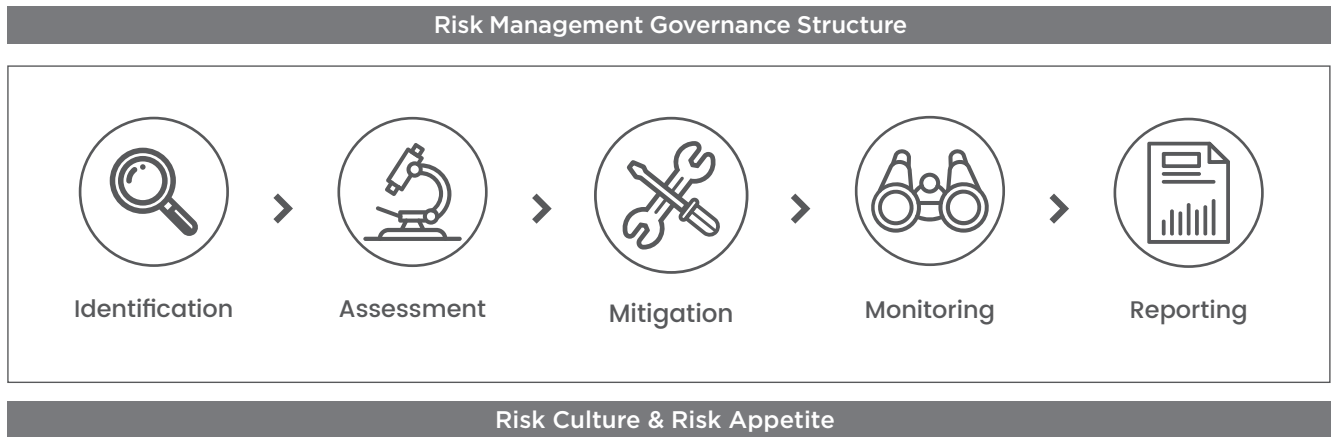 Risk Management Governance Structure
Identification
Assessment
Mitigation
Monitoring
Reporting
Risk Culture & Risk Appetite